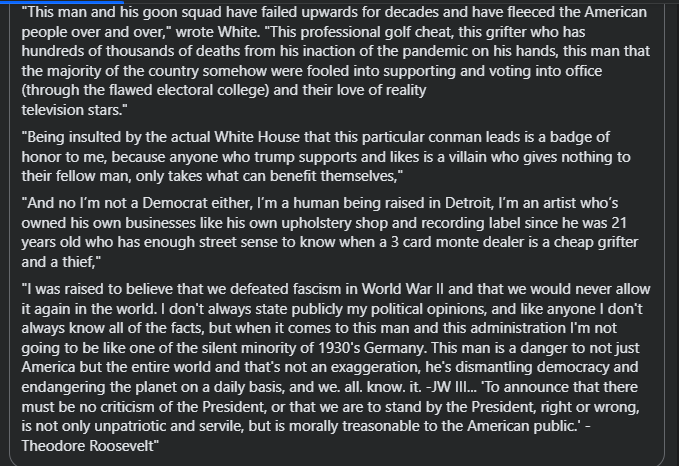 "This man and his goon squad have failed upwards for decades and have fleeced the American
people over and over," wrote White. "This professional golf cheat, this grifter who has
hundreds of thousands of deaths from his inaction of the pandemic on his hands, this man that
the majority of the country somehow were fooled into supporting and voting into office
(through the flawed electoral college) and their love of reality
television stars."
"Being insulted by the actual White House that this particular conman leads is a badge of
honor to me, because anyone who trump supports and likes is a villain who gives nothing to
their fellow man, only takes what can benefit themselves,"
"And no I'm not a Democrat either, I'm a human being raised in Detroit, I'm an artist who's
owned his own businesses like his own upholstery shop and recording label since he was 21
years old who has enough street sense to know when a 3 card monte dealer is a cheap grifter
and a thief,"
"I was raised to believe that we defeated fascism in World War II and that we would never allow
it again in the world. I don't always state publicly my political opinions, and like anyone I don't
always know all of the facts, but when it comes to this man and this administration I'm not
going to be like one of the silent minority of 1930's Germany. This man is a danger to not just
America but the entire world and that's not an exaggeration, he's dismantling democracy and
endangering the planet on a daily basis, and we. all. know. it. -JW III... 'To announce that there
must be no criticism of the President, or that we are to stand by the President, right or wrong,
is not only unpatriotic and servile, but is morally treasonable to the American public.' -
Theodore Roosevelt"